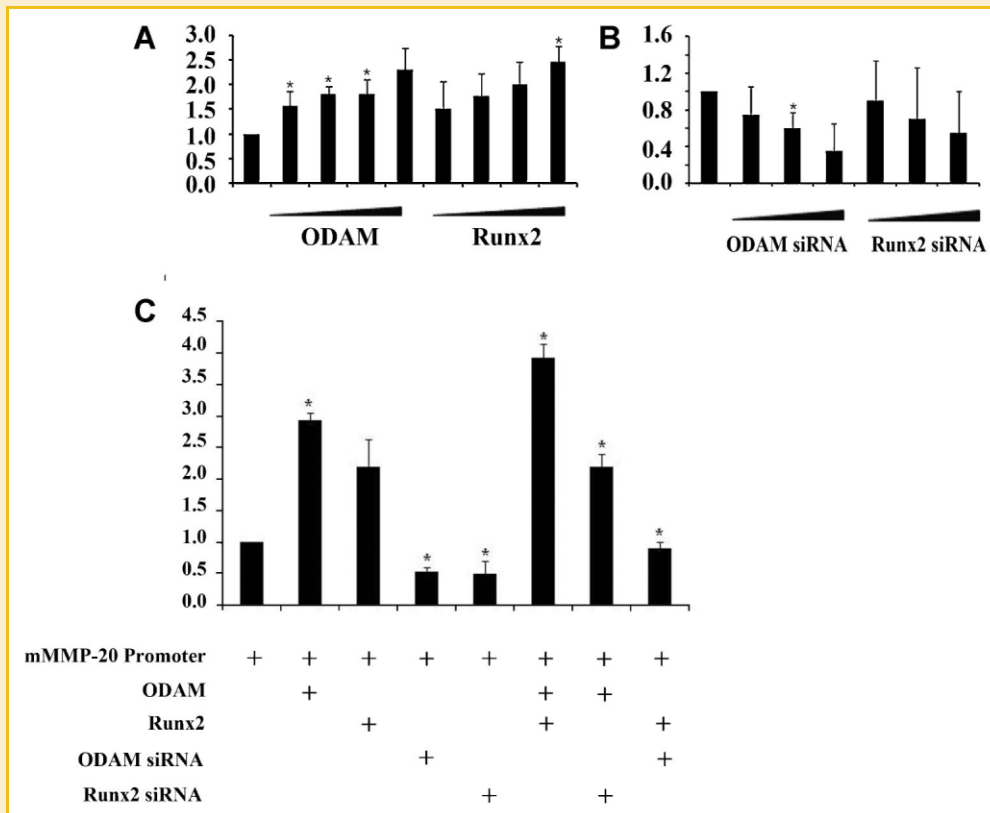 A
3.0
2.5
2.0
1.5
1.0
0.5
0.0
* * * *
ODAM Runx2
B
1.6
1.2
0.8
0.4
0.0
*
ODAM siRNA Runx2 siRNA
C
4.5
4.0
3.5
3.0
2.5
2.0
1.5
1.0
0.5
0.0
* * * * * *
mMMP-20 Promoter + + + + + + + +
ODAM + + +
Runx2 + + +
ODAM siRNA + +
Runx2 siRNA + +